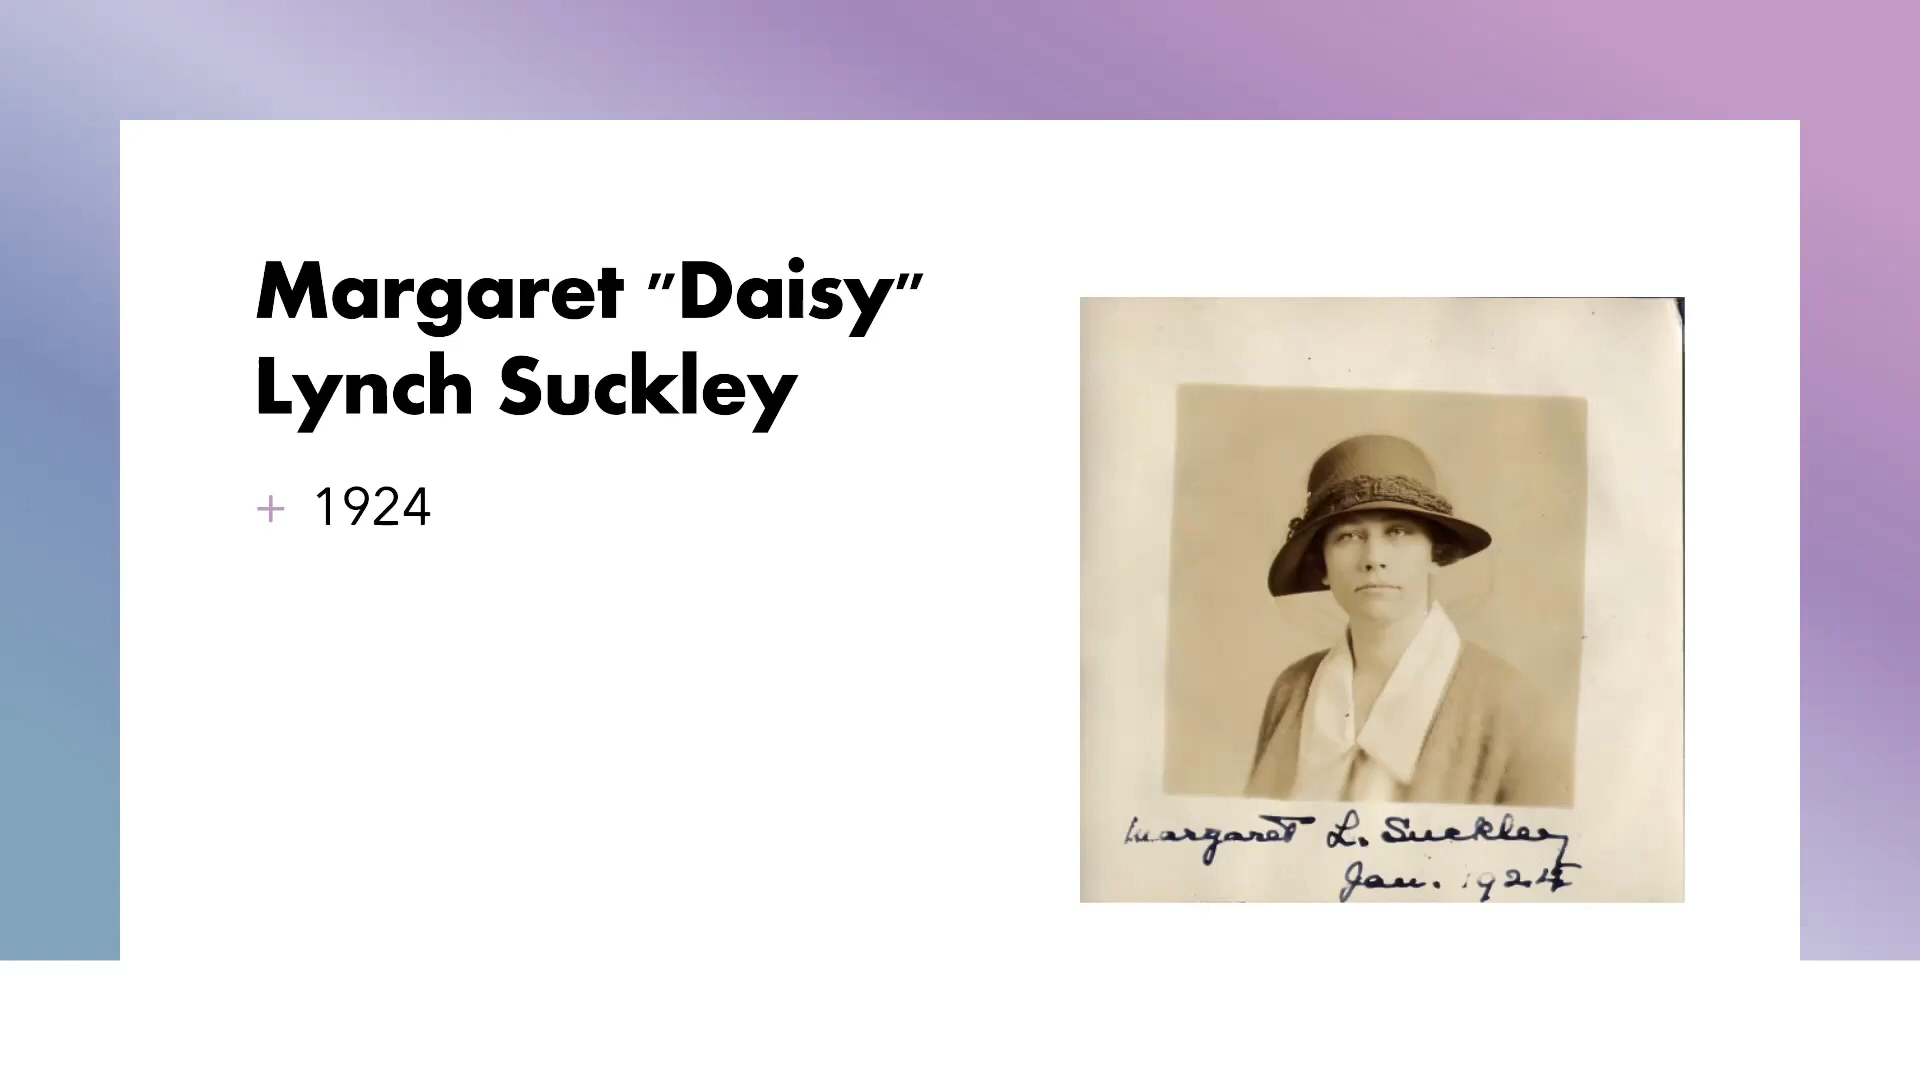 Margaret "Daisy"
Lynch Suckley
+ 1924
Margaret L. Suckley
Jan. 1924